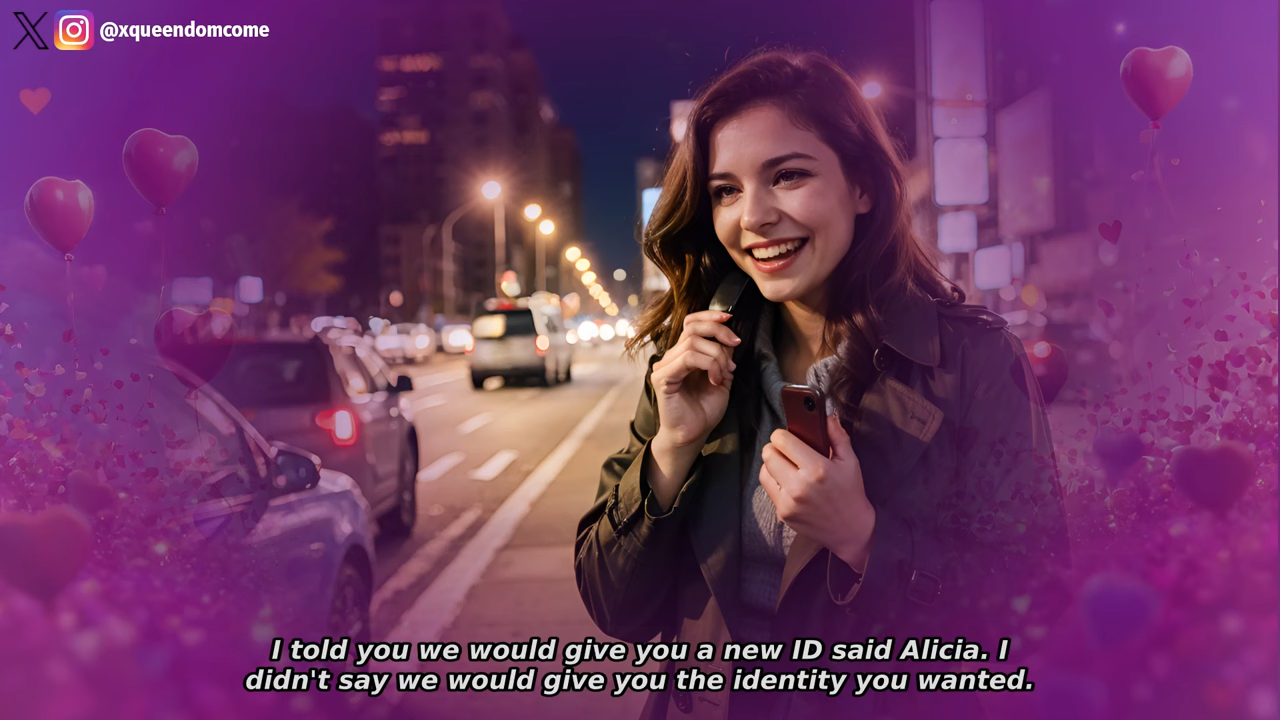 @xqueendomcome
I told you we would give you a new ID said Alicia. I
didn't say we would give you the identity you wanted.